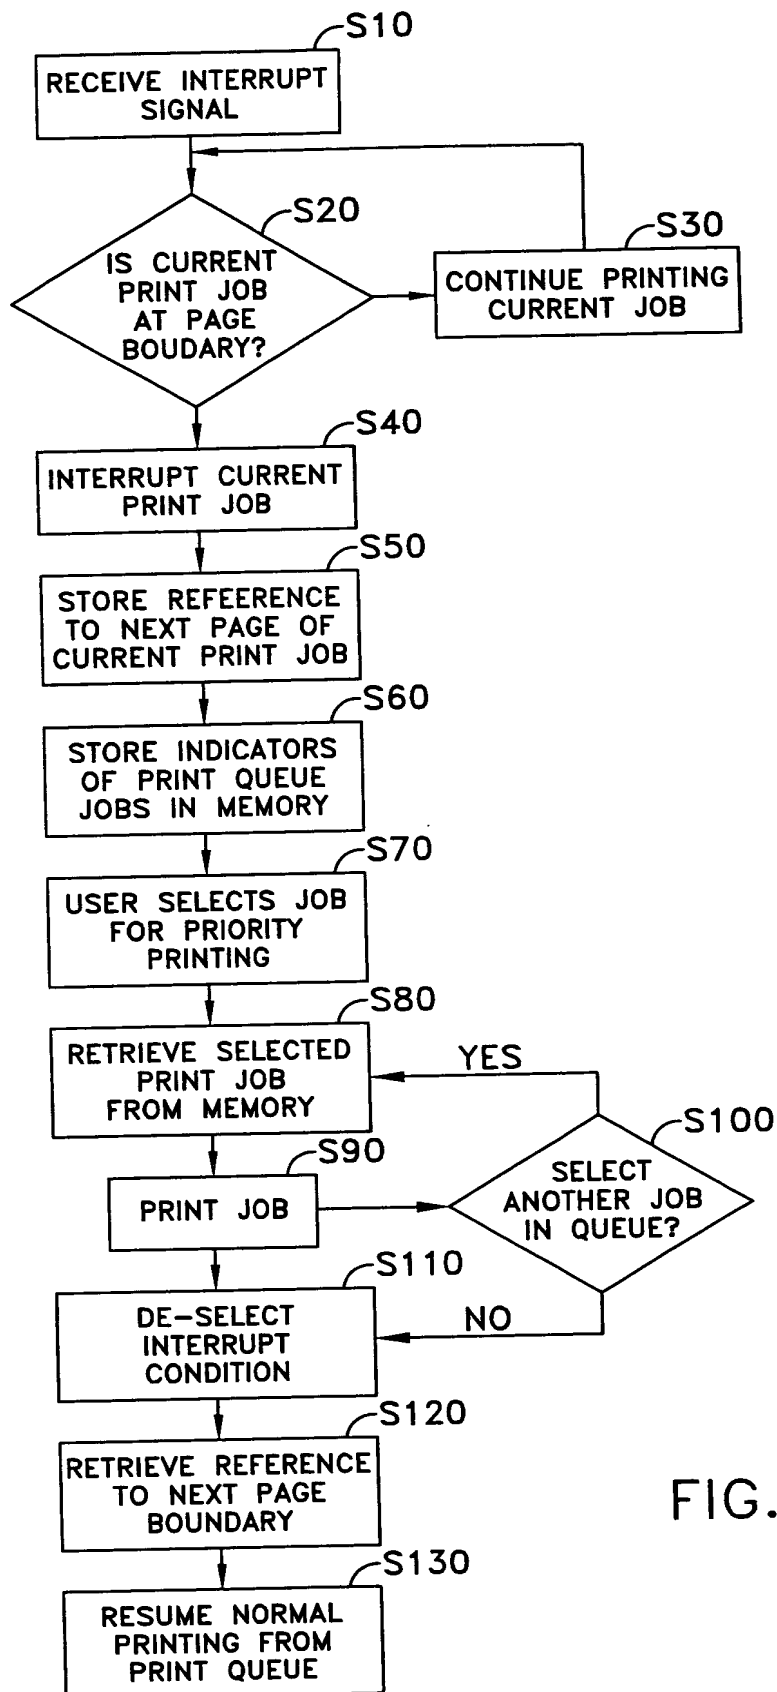 S10
RECEIVE INTERRUPT
SIGNAL
S20
IS CURRENT
PRINT JOB
AT PAGE
BOUDARY?
S30
CONTINUE PRINTING
CURRENT JOB
S40
INTERRUPT CURRENT
PRINT JOB
S50
STORE REFEERENCE
TO NEXT PAGE OF
CURRENT PRINT JOB
S60
STORE INDICATORS
OF PRINT QUEUE
JOBS IN MEMORY
S70
USER SELECTS JOB
FOR PRIORITY
PRINTING
S80
RETRIEVE SELECTED
PRINT JOB
FROM MEMORY
YES
S90
PRINT JOB
S100
SELECT
ANOTHER JOB
IN QUEUE?
NO
S110
DE-SELECT
INTERRUPT
CONDITION
S120
RETRIEVE REFERENCE
TO NEXT PAGE
BOUNDARY
S130
RESUME NORMAL
PRINTING FROM
PRINT QUEUE
FIG.